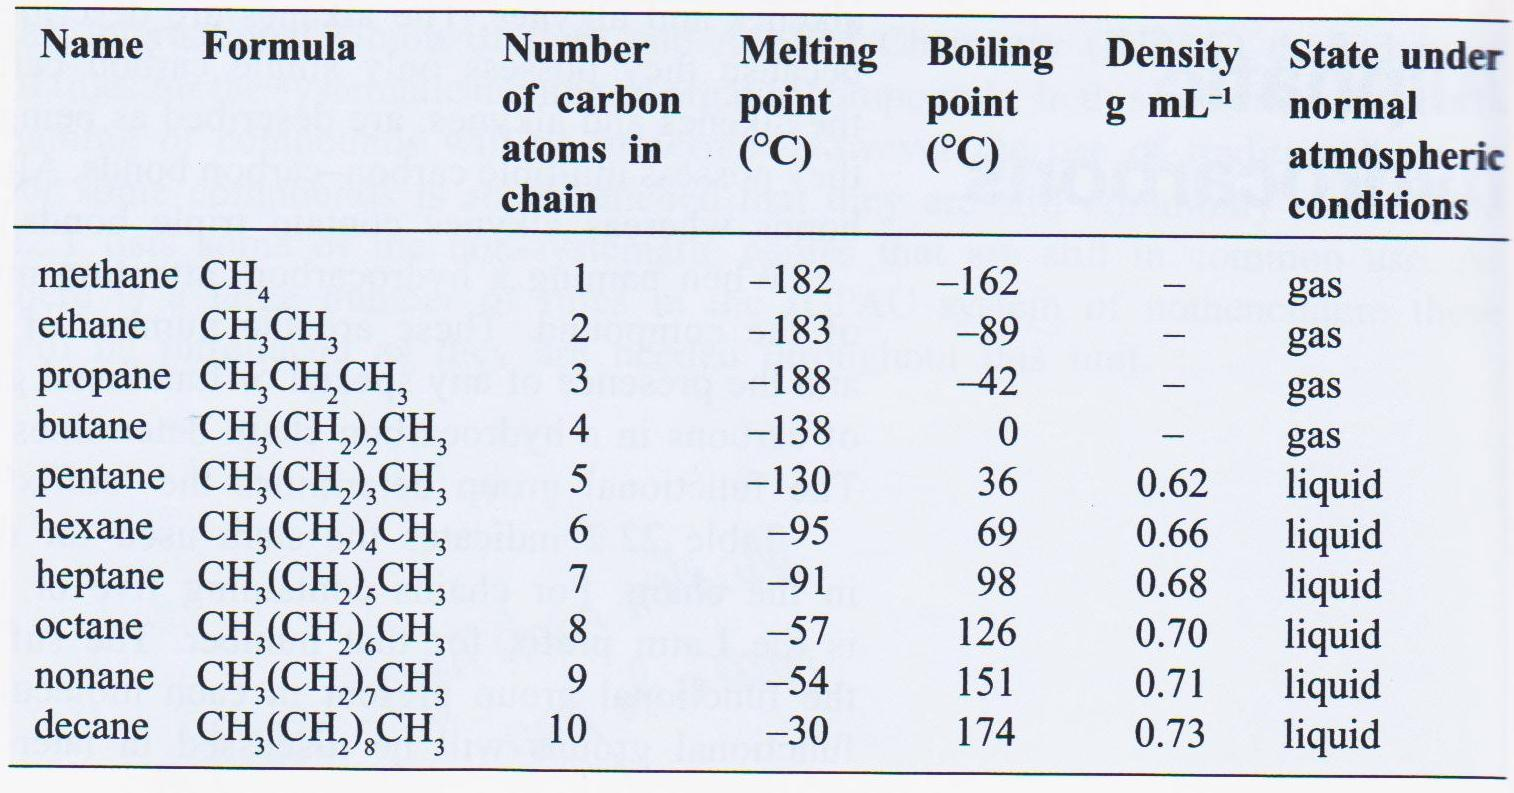 Name Formula Number Melting Boiling Density State under
of carbon point point g mL⁻¹ normal
atoms in (°C) (°C) atmospheric
chain conditions
methane CH₄ 1 –182 –162 – gas
ethane CH₃CH₃ 2 –183 –89 – gas
propane CH₃CH₂CH₃ 3 –188 –42 – gas
butane CH₃(CH₂)₂CH₃ 4 –138 0 – gas
pentane CH₃(CH₂)₃CH₃ 5 –130 36 0.62 liquid
hexane CH₃(CH₂)₄CH₃ 6 –95 69 0.66 liquid
heptane CH₃(CH₂)₅CH₃ 7 –91 98 0.68 liquid
octane CH₃(CH₂)₆CH₃ 8 –57 126 0.70 liquid
nonane CH₃(CH₂)₇CH₃ 9 –54 151 0.71 liquid
decane CH₃(CH₂)₈CH₃ 10 –30 174 0.73 liquid